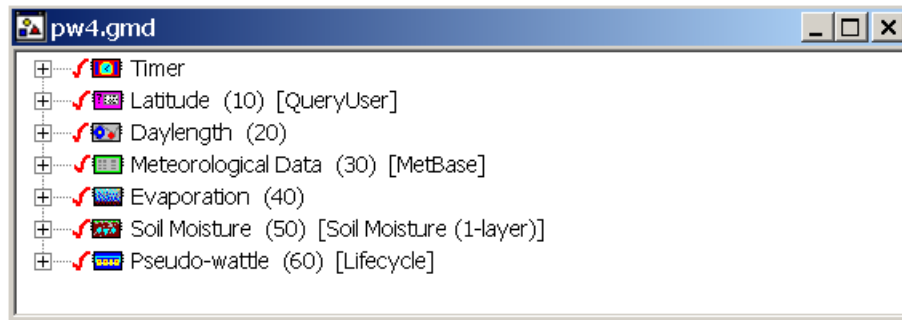 pw4.gmd
Timer
Latitude (10) [QueryUser]
Daylength (20)
Meteorological Data (30) [MetBase]
Evaporation (40)
Soil Moisture (50) [Soil Moisture (1-layer)]
Pseudo-wattle (60) [Lifecycle]